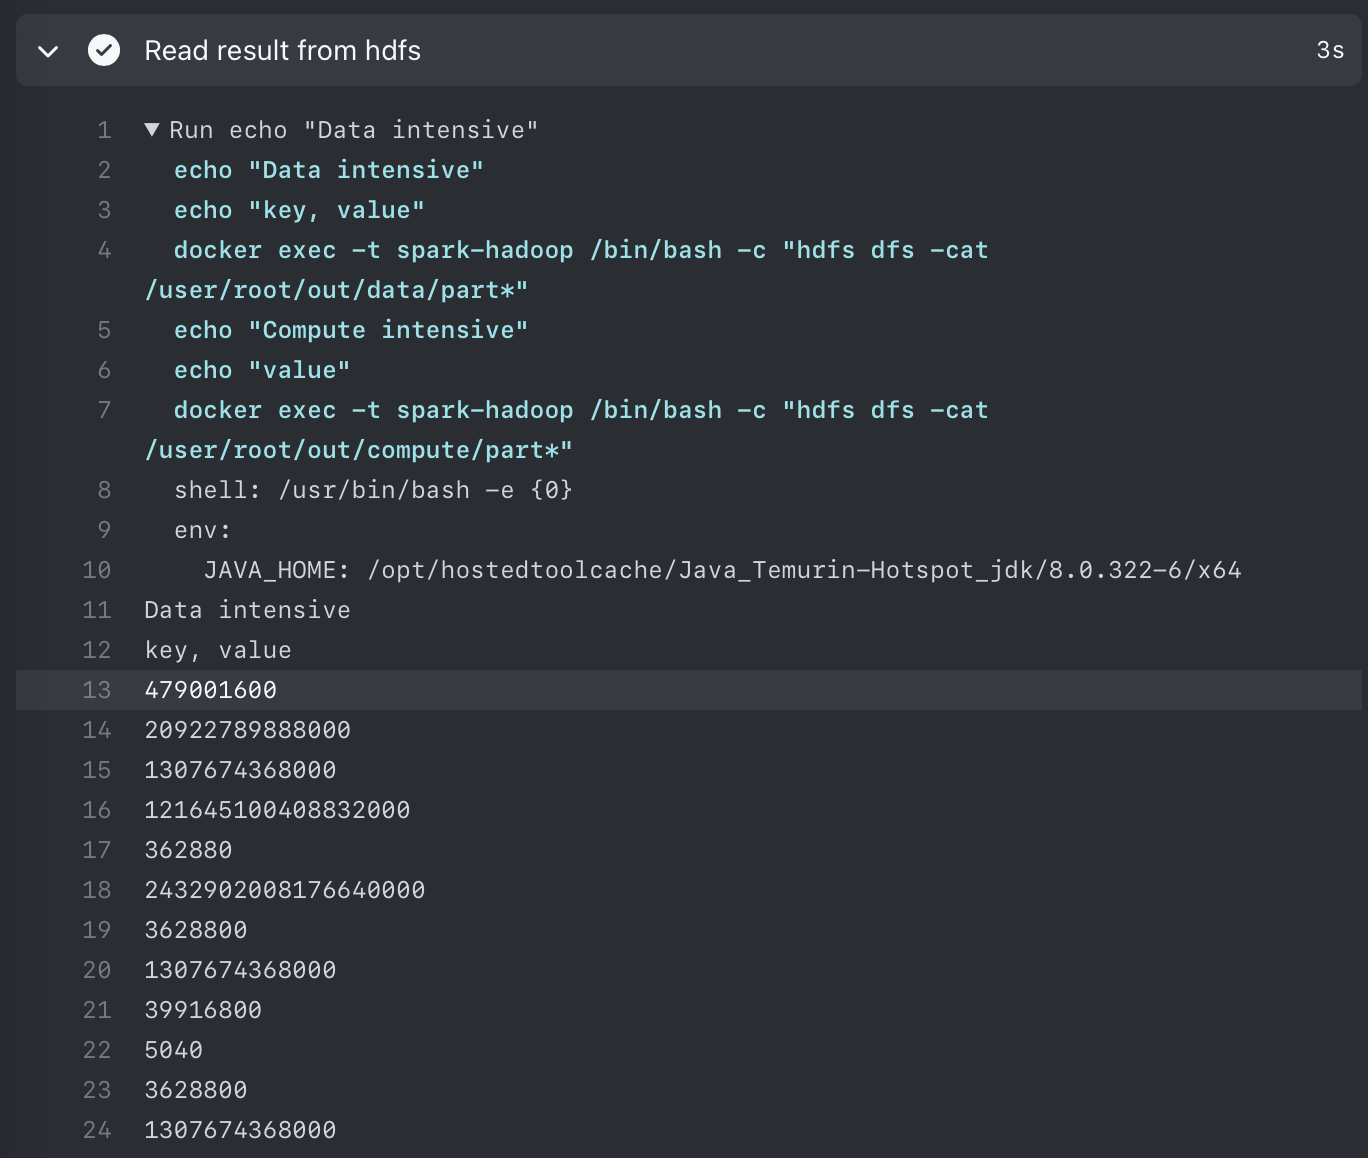 Read result from hdfs 3s
1 ▼ Run echo "Data intensive"
2 echo "Data intensive"
3 echo "key, value"
4 docker exec -t spark-hadoop /bin/bash -c "hdfs dfs -cat
/user/root/out/data/part*"
5 echo "Compute intensive"
6 echo "value"
7 docker exec -t spark-hadoop /bin/bash -c "hdfs dfs -cat
/user/root/out/compute/part*"
8 shell: /usr/bin/bash -e {0}
9 env:
10 JAVA_HOME: /opt/hostedtoolcache/Java_Temurin-Hotspot_jdk/8.0.322-6/x64
11 Data intensive
12 key, value
13 479001600
14 20922789888000
15 1307674368000
16 121645100408832000
17 362880
18 2432902008176640000
19 3628800
20 1307674368000
21 39916800
22 5040
23 3628800
24 1307674368000